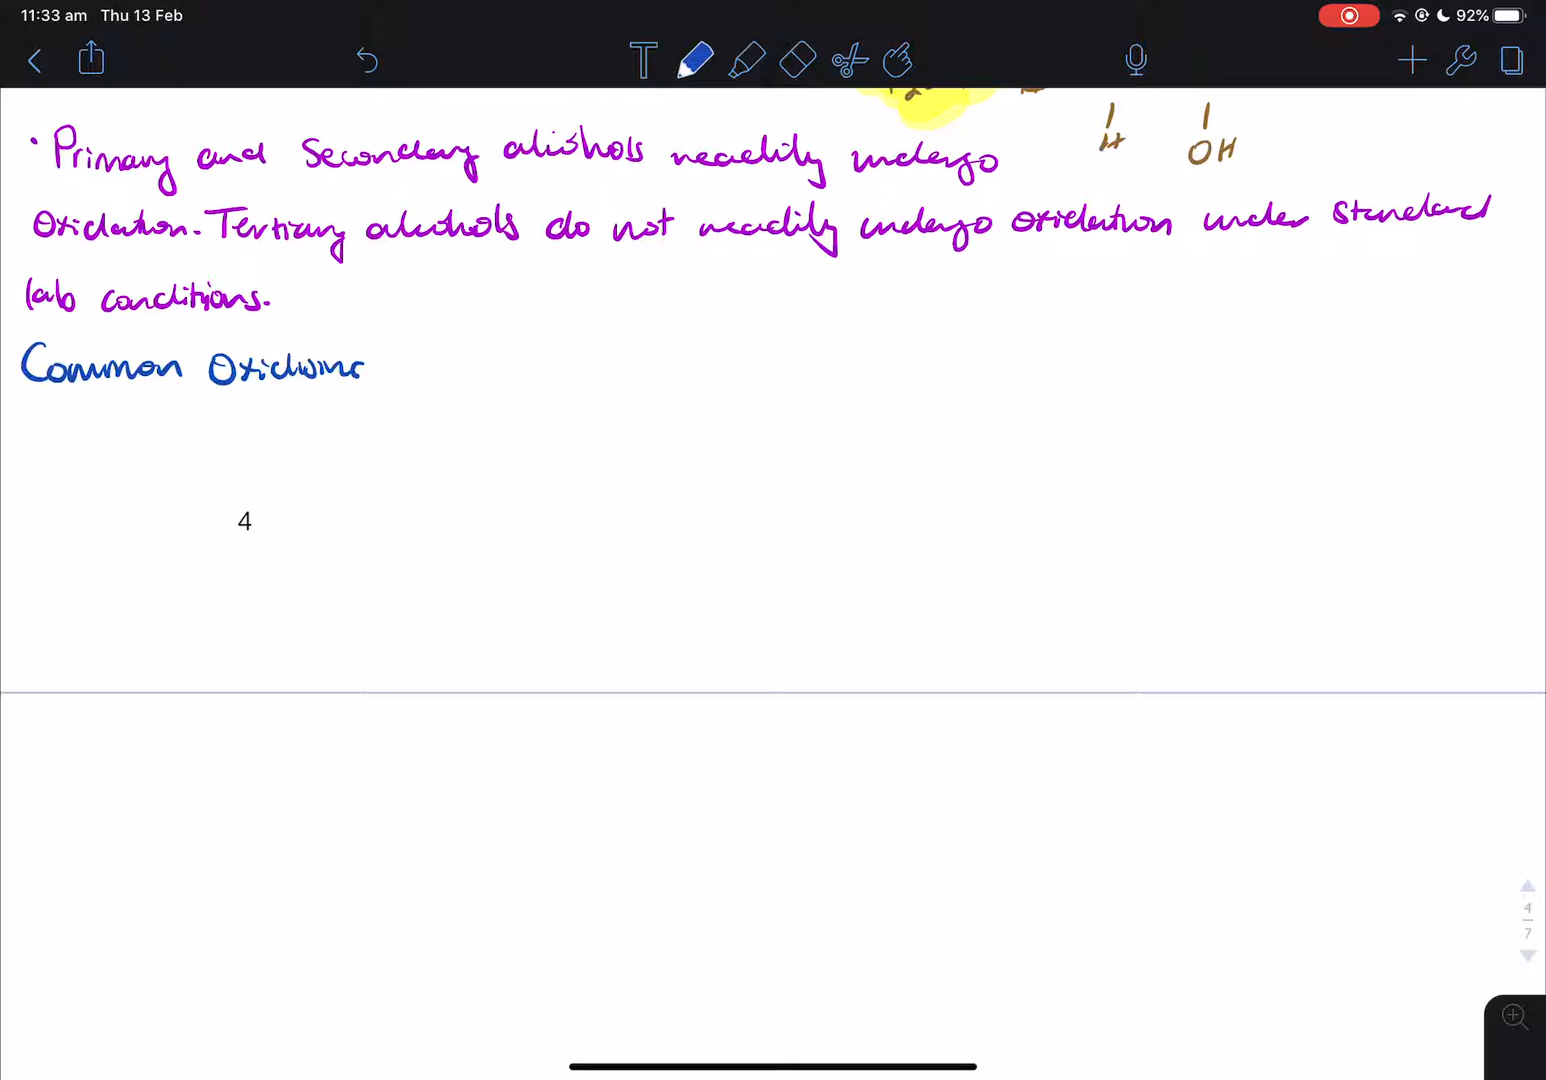 11:33 am Thu 13 Feb 92%
T
H OH
· Primary and Secondary alcohols readily undergo
Oxidation. Tertiary alcohols do not readily undergo oxidation under standard
lab conditions.
Common Oxidising
4
4
7